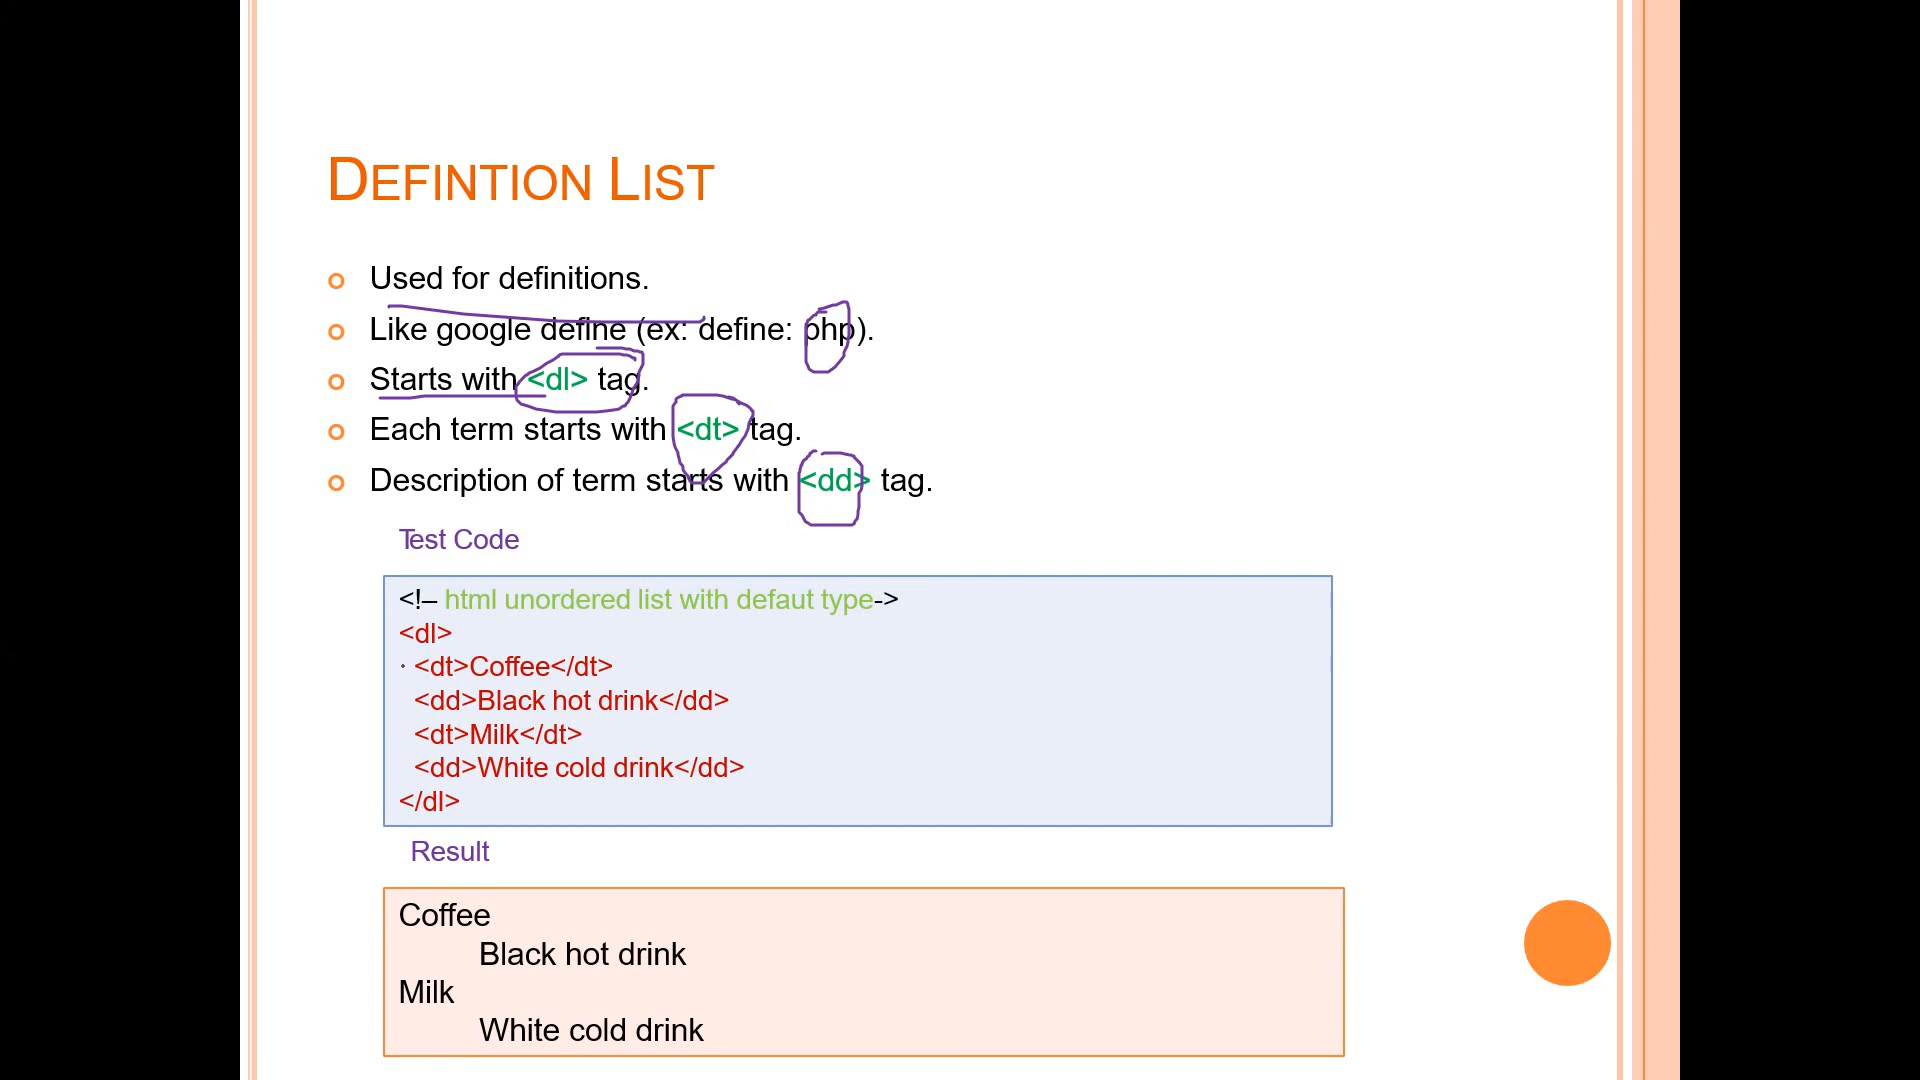 DEFINTION LIST
Used for definitions.
Like google define (ex: define: php).
Starts with <dl> tag.
Each term starts with <dt> tag.
Description of term starts with <dd> tag.
Test Code
<!– html unordered list with defaut type->
<dl>
<dt>Coffee</dt>
<dd>Black hot drink</dd>
<dt>Milk</dt>
<dd>White cold drink</dd>
</dl>
Result
Coffee
Black hot drink
Milk
White cold drink